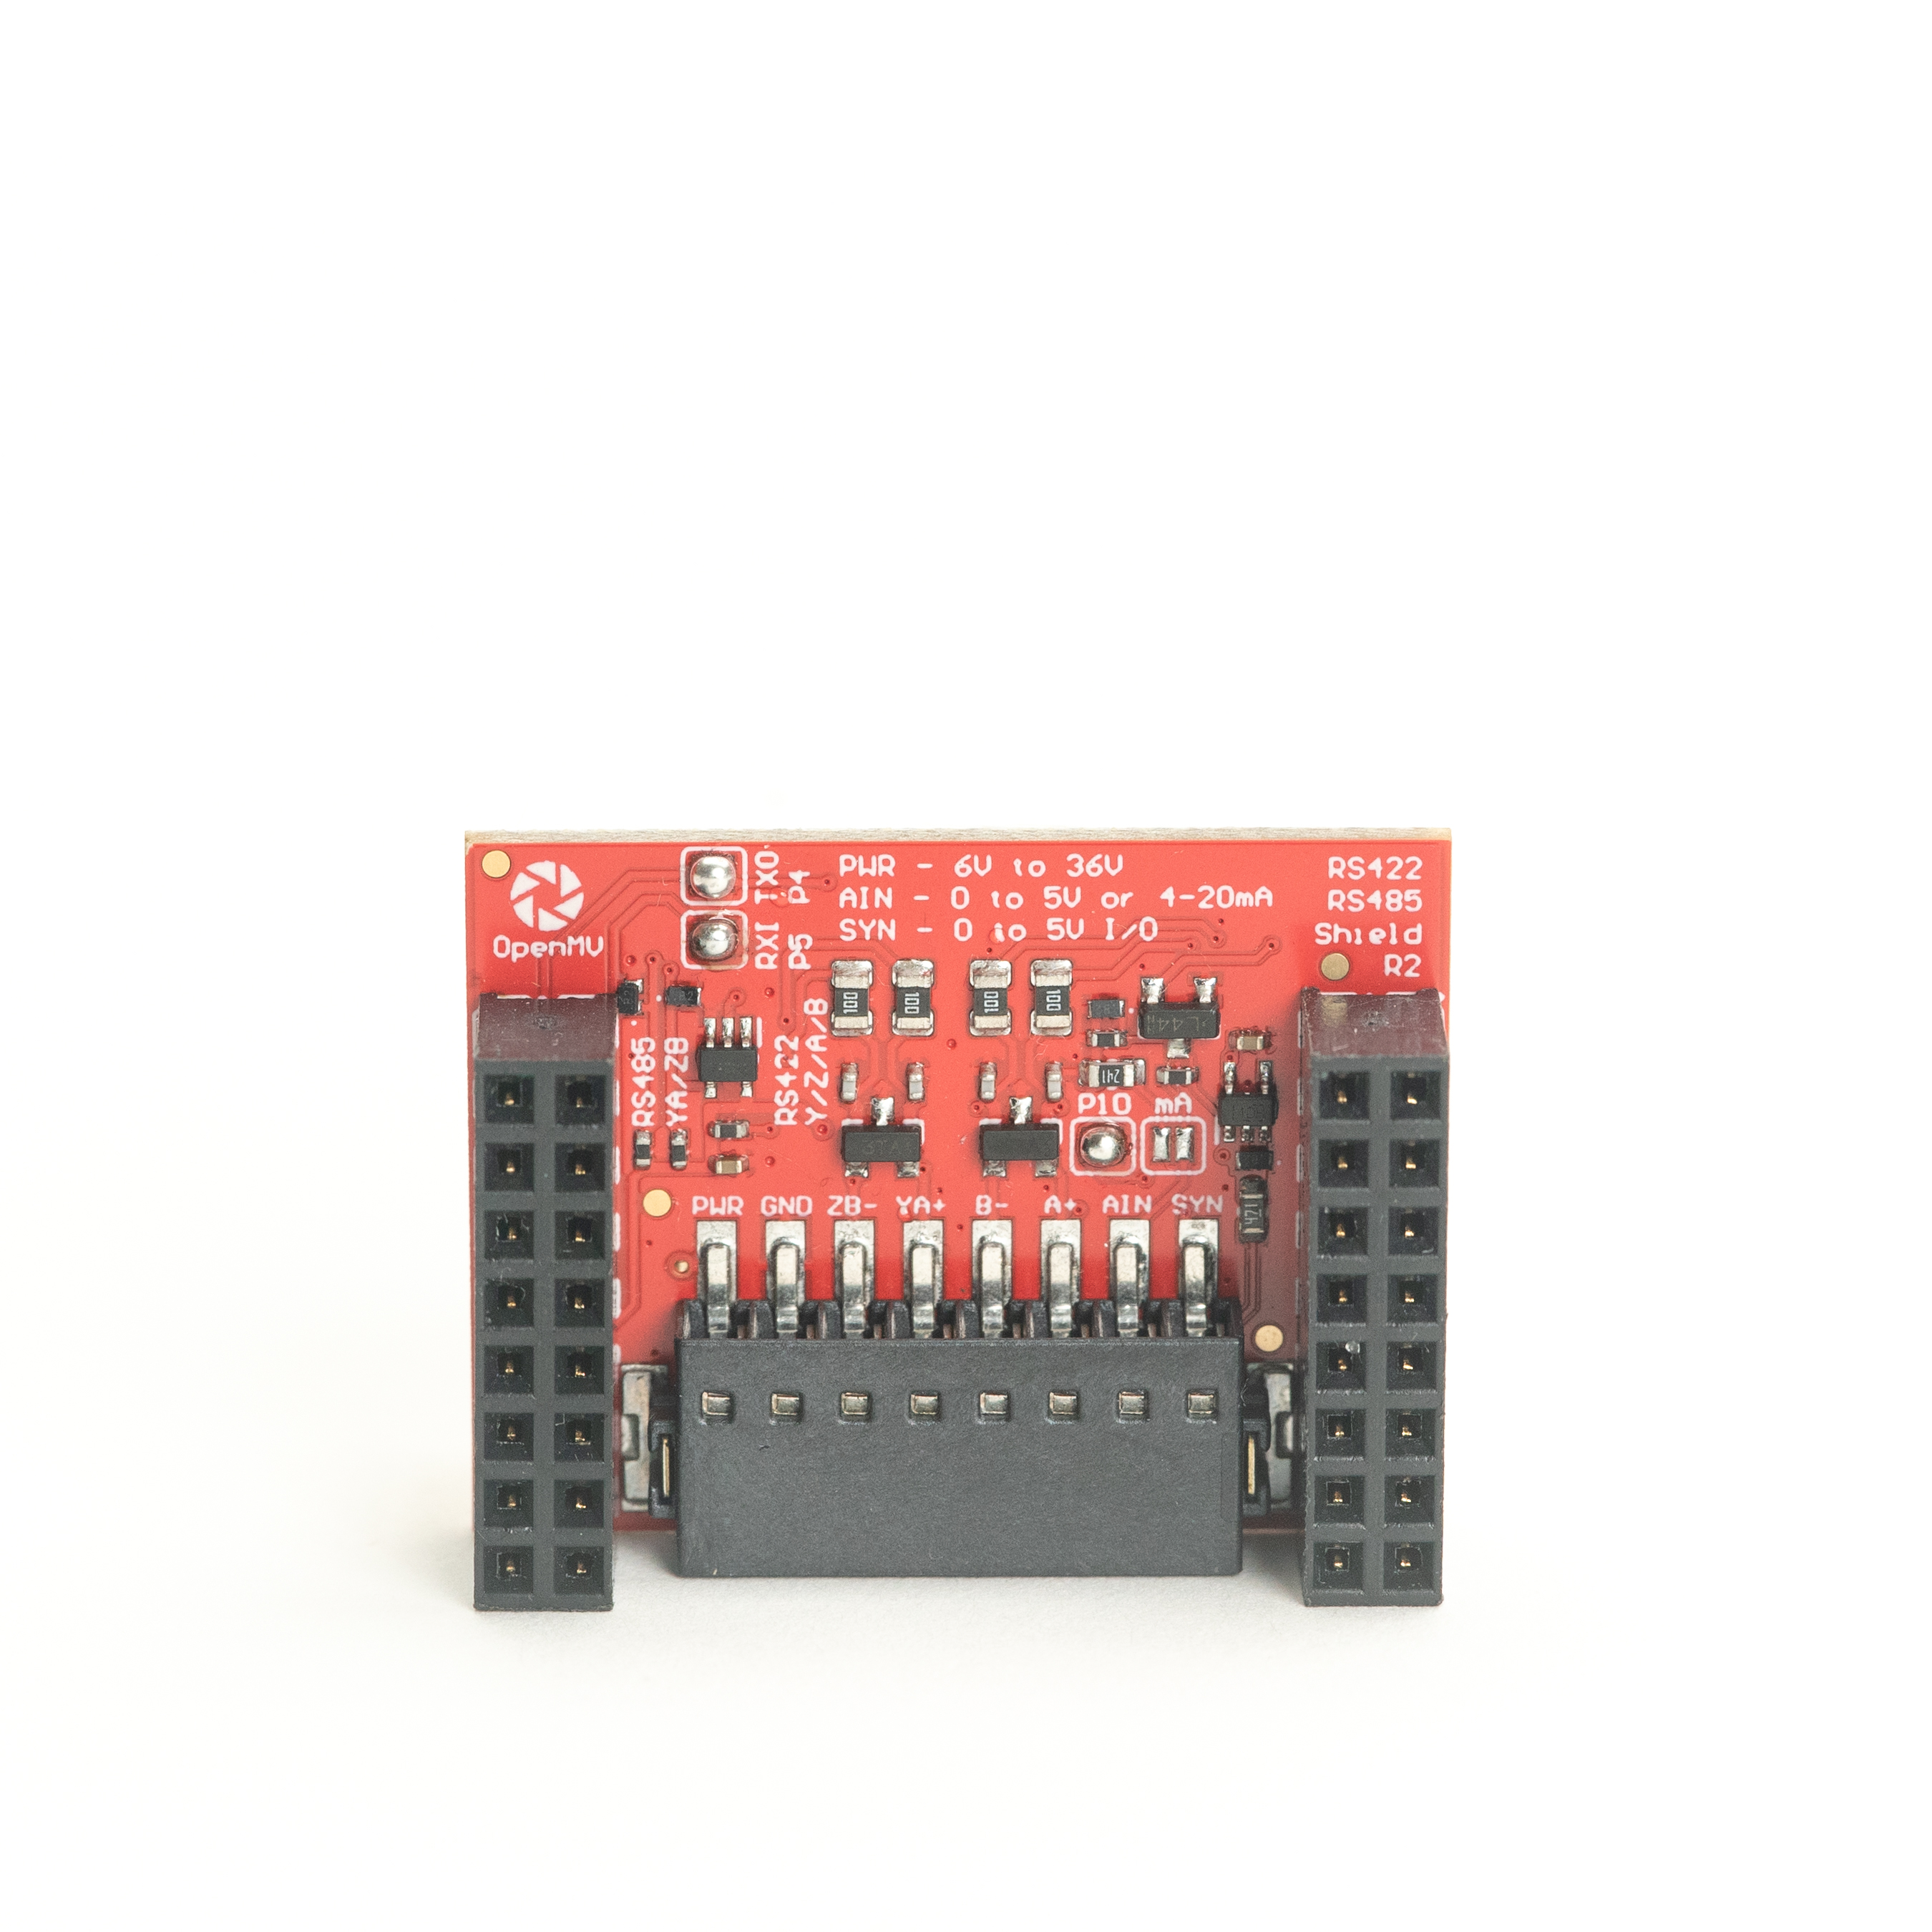 OpenMV
TXO
P4
RXI
P5
PWR - 6V to 36V
AIN - 0 to 5V or 4-20mA
SYN - 0 to 5V I/O
RS422
RS485
Shield
R2
100
100
100
100
L44
241
RS485
YA/ZB
RS422
Y/Z/A/B
P10 mA
PWR GND ZB- YA+ B- A+ AIN SYN